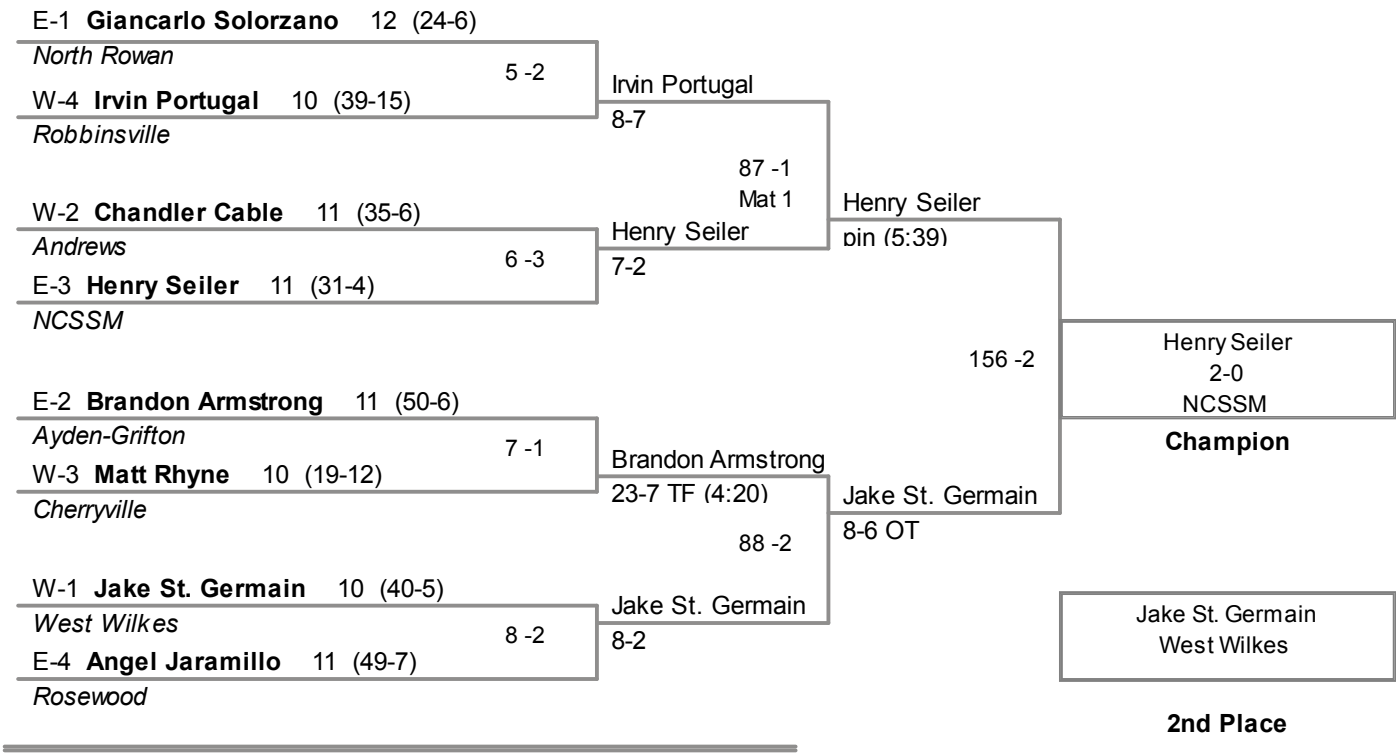 E-1 Giancarlo Solorzano 12 (24-6)
North Rowan
5 -2
W-4 Irvin Portugal 10 (39-15)
Robbinsville
Irvin Portugal
8-7
87 -1
Mat 1
W-2 Chandler Cable 11 (35-6)
Andrews
6 -3
E-3 Henry Seiler 11 (31-4)
NCSSM
Henry Seiler
7-2
Henry Seiler
pin (5:39)
156 -2
Henry Seiler
2-0
NCSSM
Champion
E-2 Brandon Armstrong 11 (50-6)
Ayden-Grifton
7 -1
W-3 Matt Rhyne 10 (19-12)
Cherryville
Brandon Armstrong
23-7 TF (4:20)
88 -2
Jake St. Germain
8-6 OT
W-1 Jake St. Germain 10 (40-5)
West Wilkes
8 -2
E-4 Angel Jaramillo 11 (49-7)
Rosewood
Jake St. Germain
8-2
Jake St. Germain
West Wilkes
2nd Place